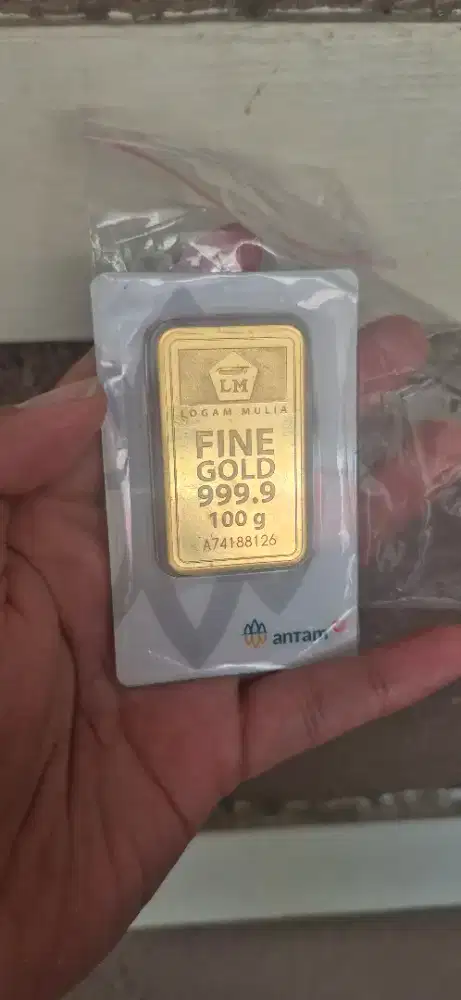 LM
LOGAM MULIA
FINE
GOLD
999.9
100 g
A74188126
antam